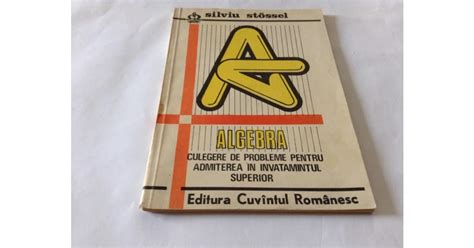 silviu stössel
ALGEBRA
CULEGERE DE PROBLEME PENTRU
ADMITEREA IN INVATAMINTUL
SUPERIOR
Editura Cuvîntul Românesc